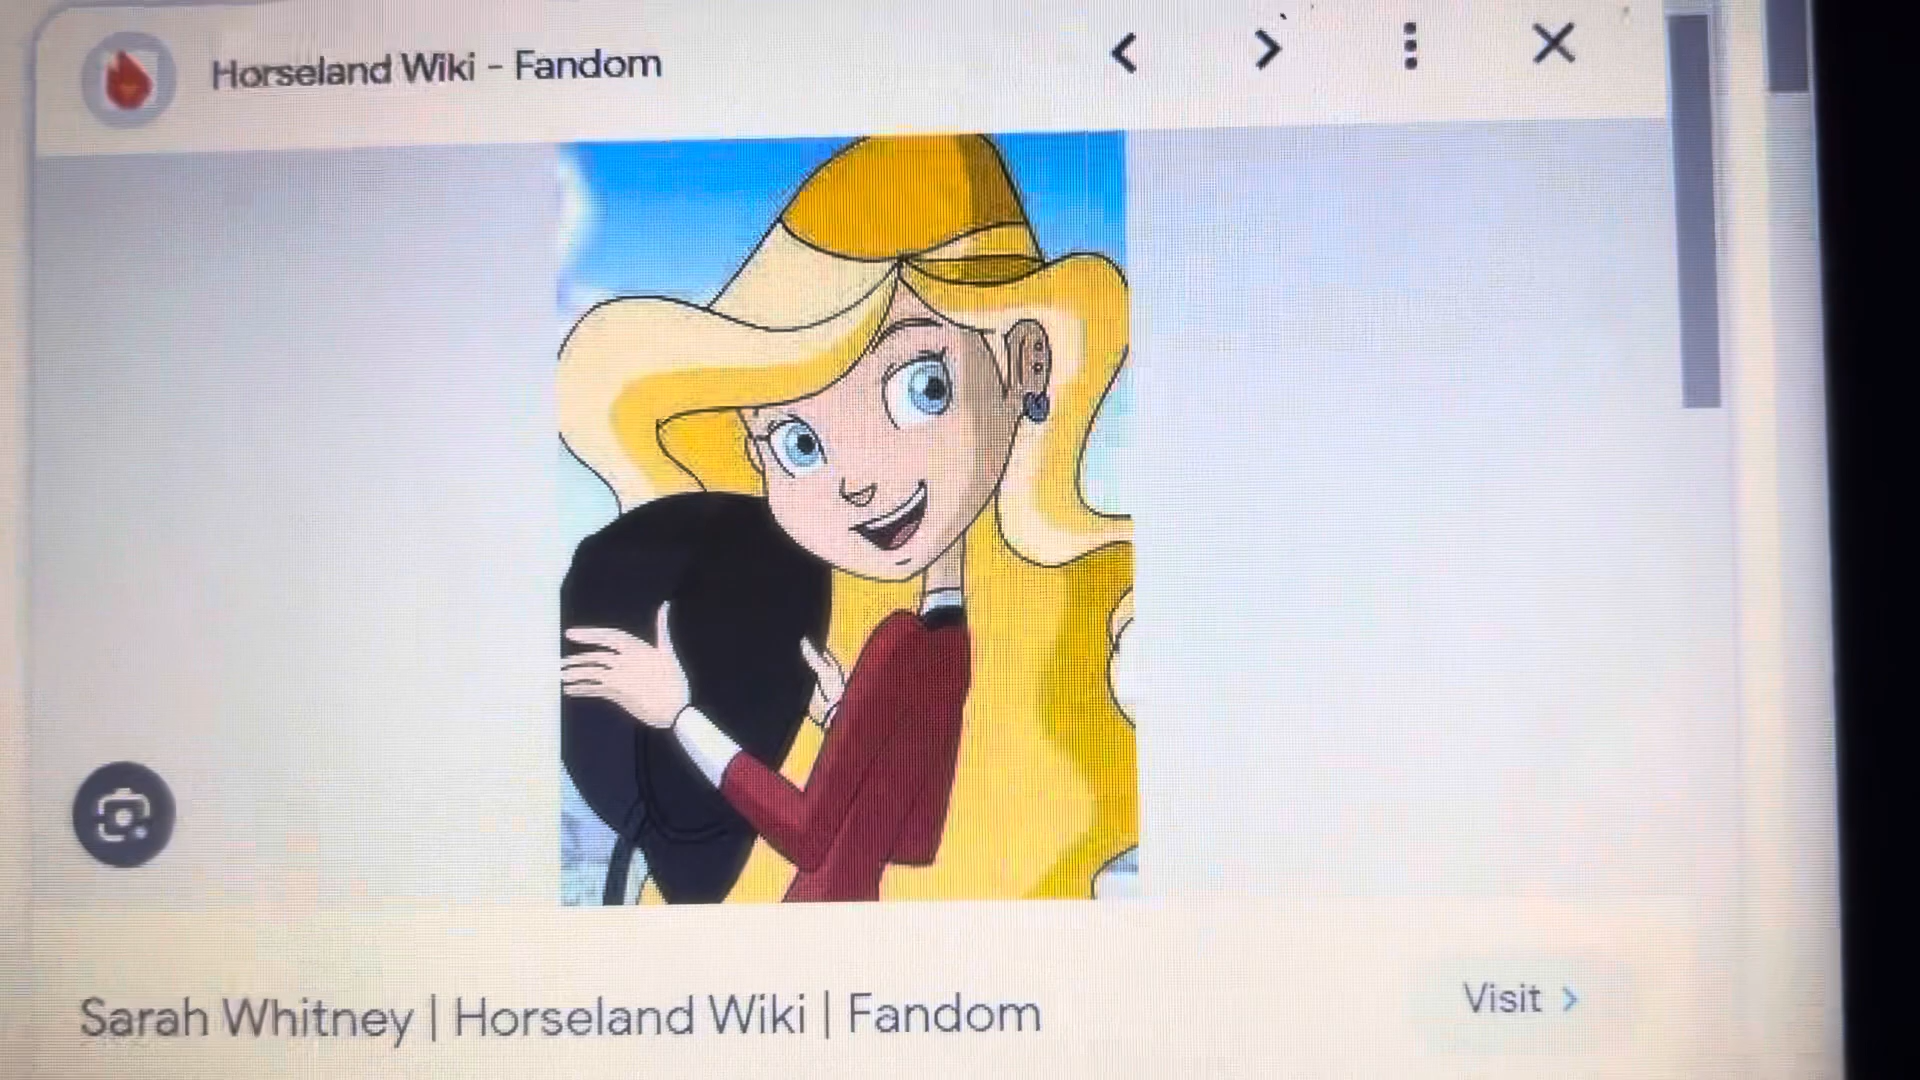 Horseland Wiki - Fandom
Sarah Whitney | Horseland Wiki | Fandom
Visit